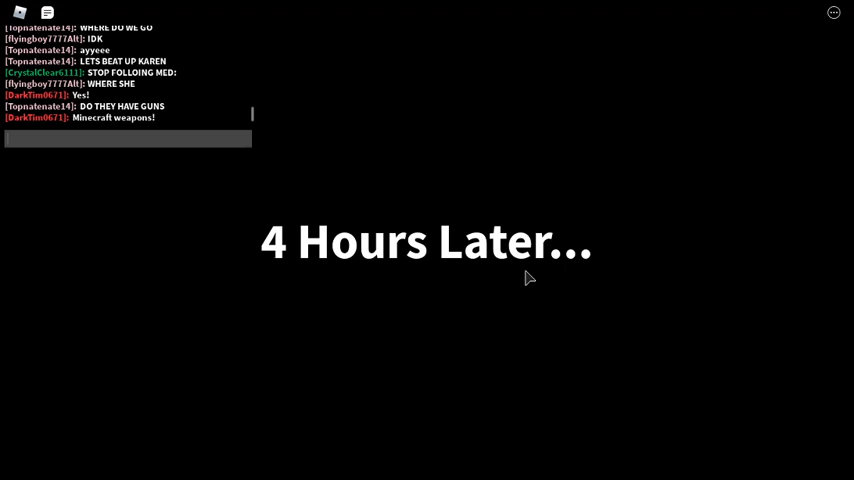 [Topnatenate14]: WHERE DO WE GO
[flyingboy7777Alt]: IDK
[Topnatenate14]: ayyeee
[Topnatenate14]: LETS BEAT UP KAREN
[CrystalClear6111]: STOP FOLLOING MED:
[flyingboy7777Alt]: WHERE SHE
[DarkTim0671]: Yes!
[Topnatenate14]: DO THEY HAVE GUNS
[DarkTim0671]: Minecraft weapons!
4 Hours Later...